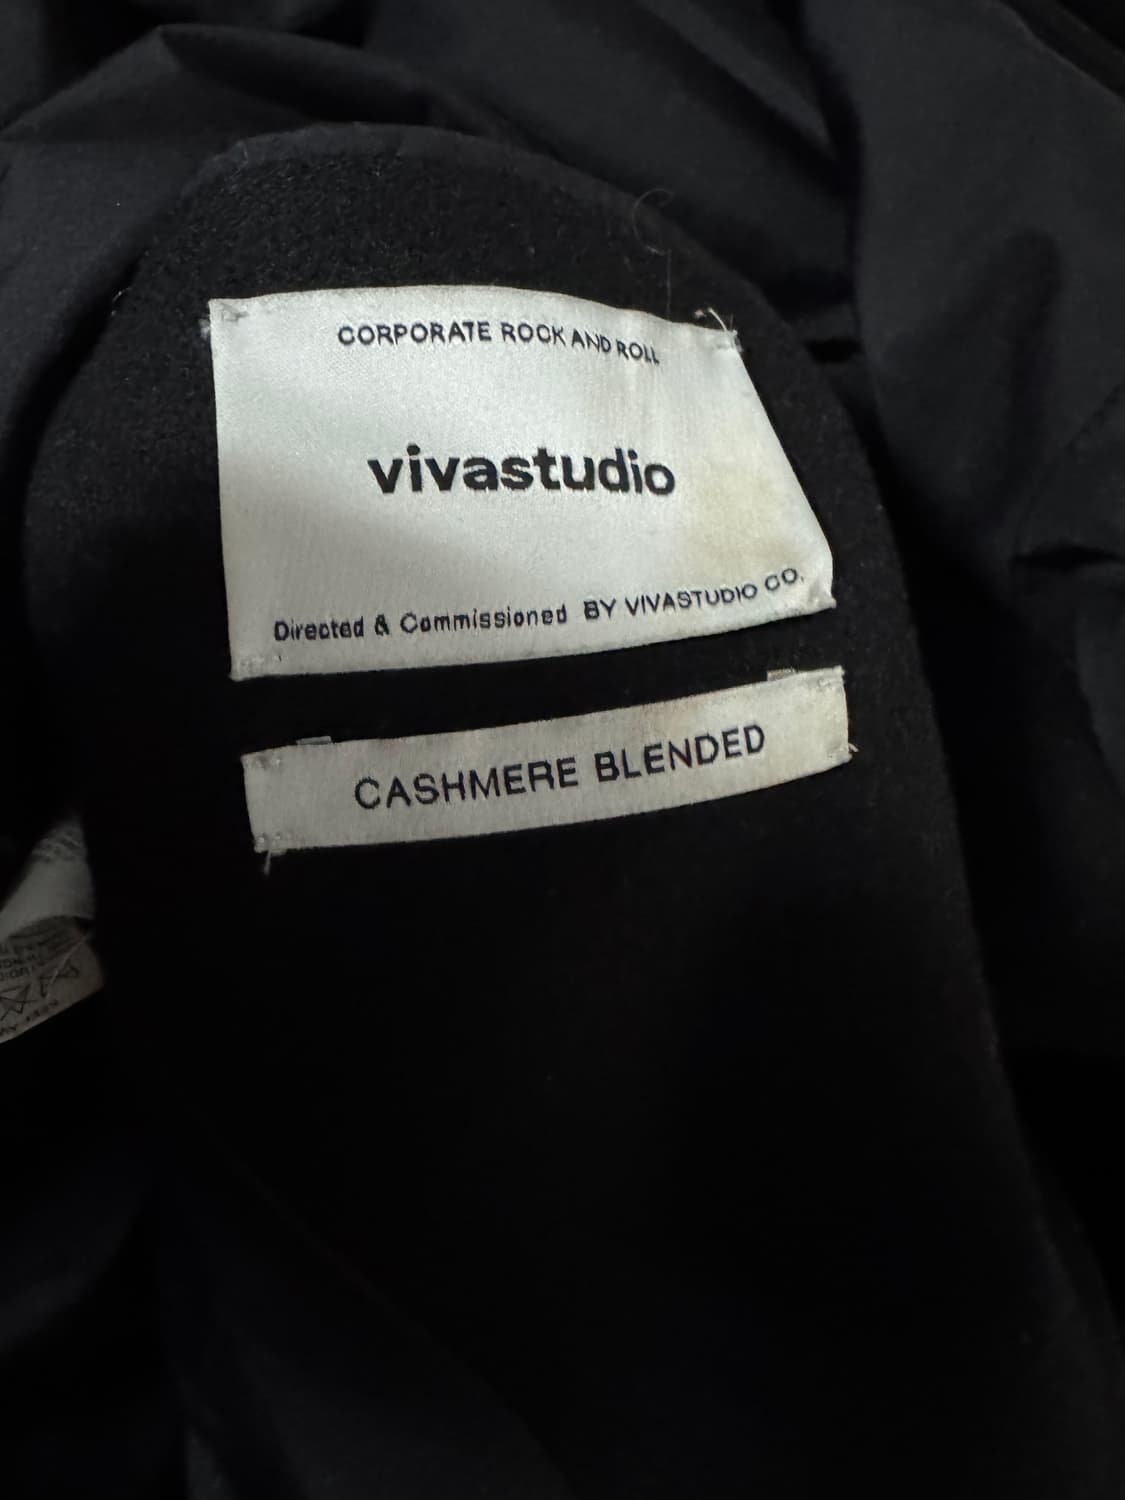 CORPORATE ROCK AND ROLL
vivastudio
Directed & Commissioned BY VIVASTUDIO CO.
CASHMERE BLENDED